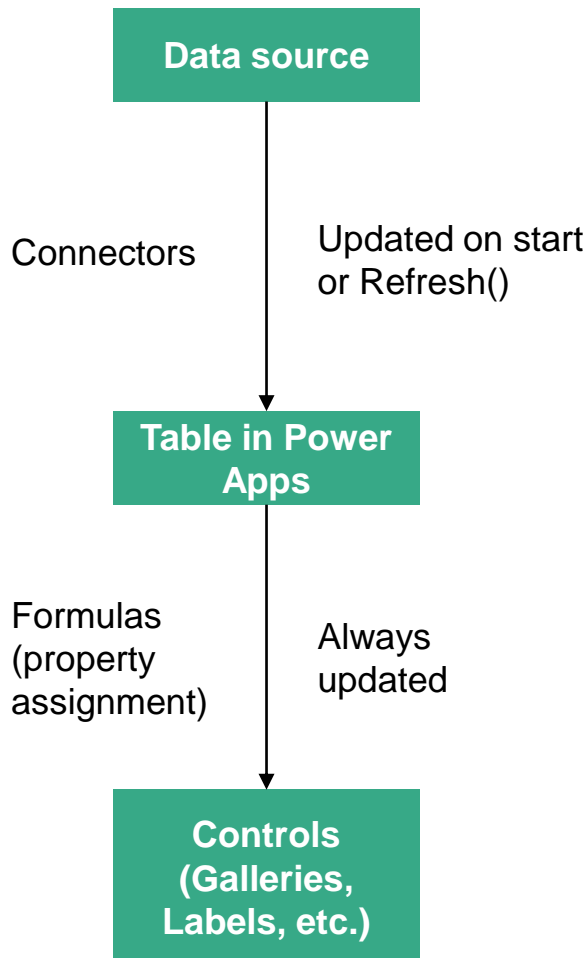 Data source
Connectors
Updated on start
or Refresh()
Table in Power
Apps
Formulas
(property
assignment)
Always
updated
Controls
(Galleries,
Labels, etc.)